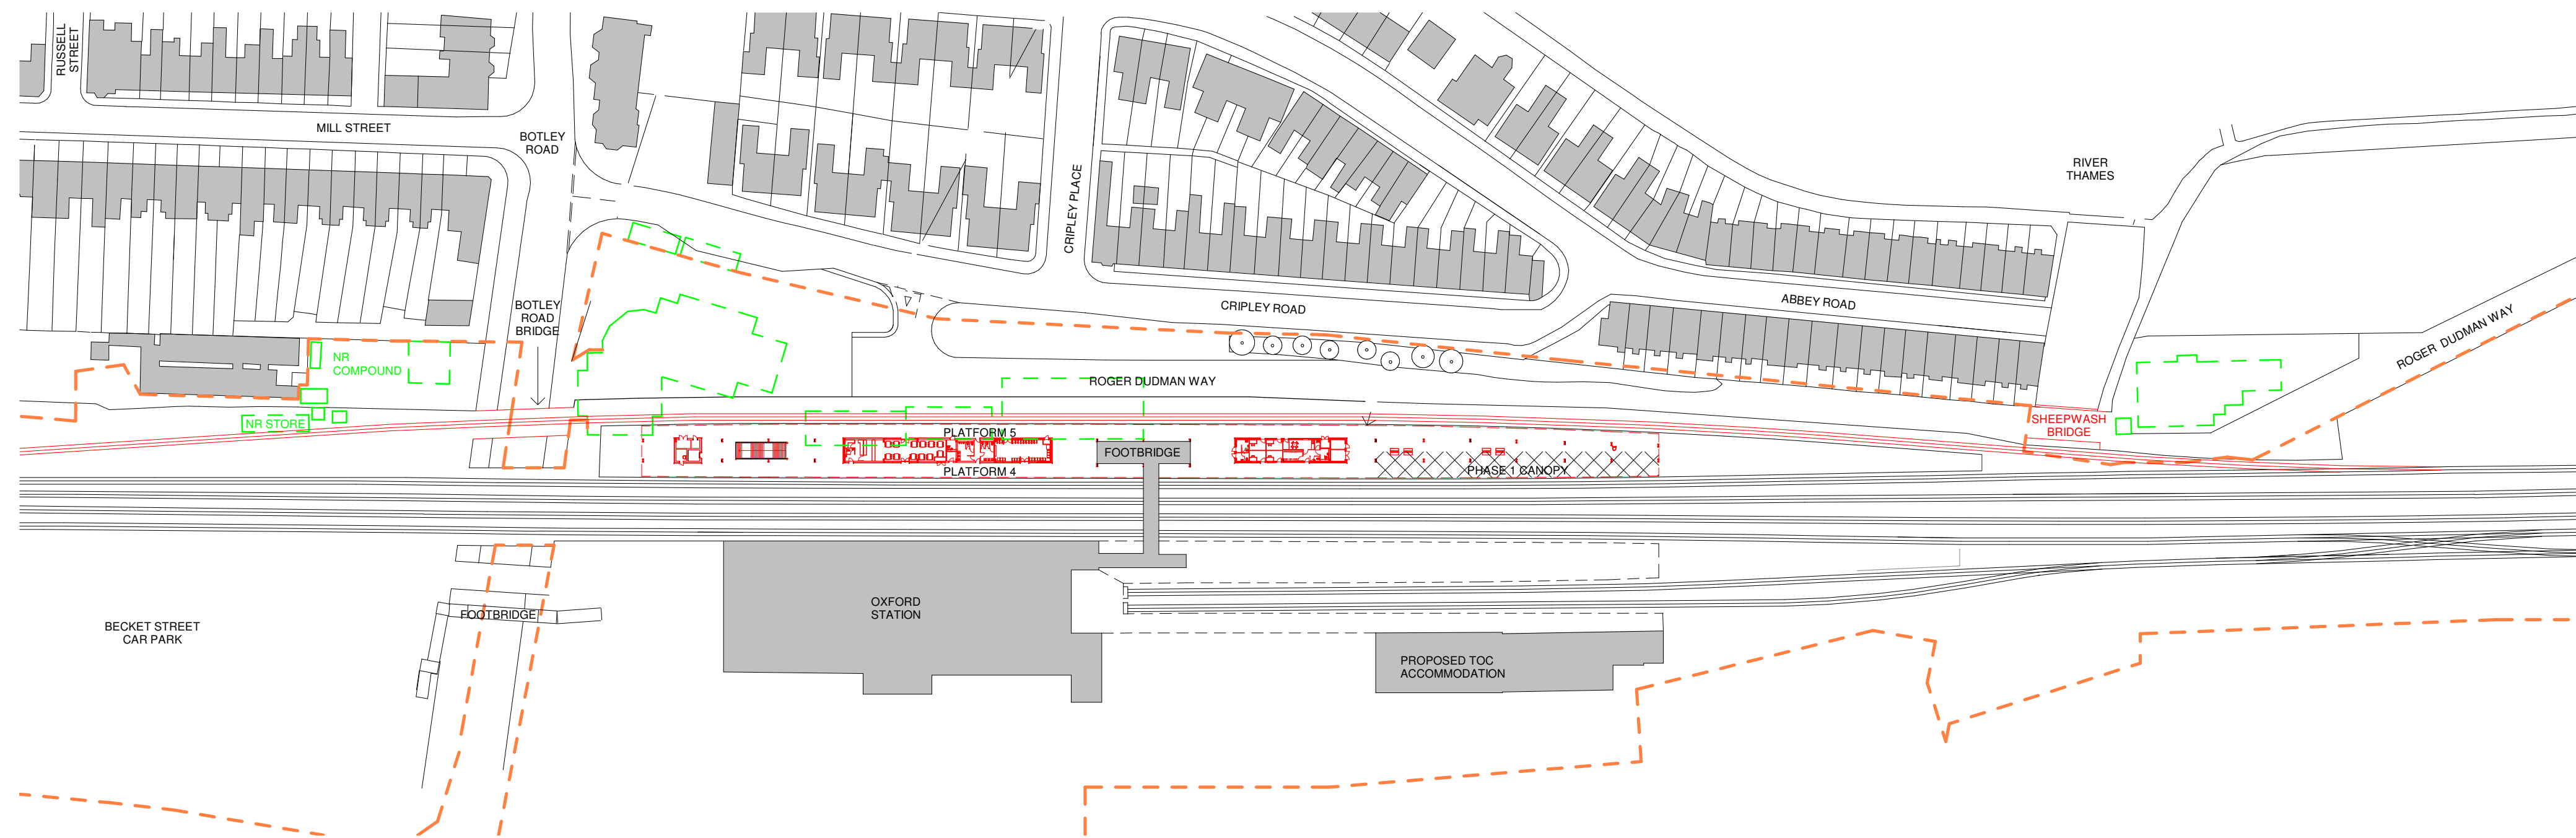 RUSSELL
STREET
MILL STREET
BOTLEY
ROAD
CRIPLEY PLACE
RIVER
THAMES
BOTLEY
ROAD
BRIDGE
CRIPLEY ROAD
ABBEY ROAD
ROGER DUDMAN WAY
NR
COMPOUND
ROGER DUDMAN WAY
NR STORE
SHEEPWASH
BRIDGE
PLATFORM 5
FOOTBRIDGE
PLATFORM 4
PHASE 1 CANOPY
OXFORD
STATION
FOOTBRIDGE
BECKET STREET
CAR PARK
PROPOSED TOC
ACCOMMODATION